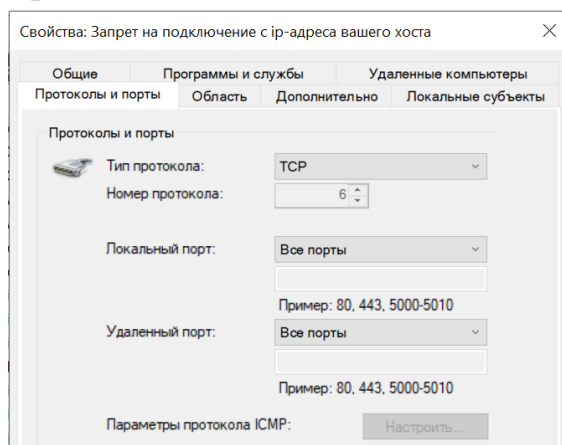 Свойства: Запрет на подключение с ip-адреса вашего хоста
Общие Программы и службы Удаленные компьютеры
Протоколы и порты Область Дополнительно Локальные субъекты
Протоколы и порты
Тип протокола: TCP
Номер протокола: 6
Локальный порт: Все порты
Пример: 80, 443, 5000-5010
Удаленный порт: Все порты
Пример: 80, 443, 5000-5010
Параметры протокола ICMP: Настроить...